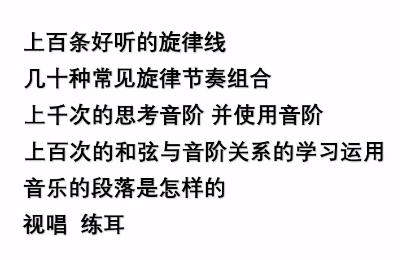 上百条好听的旋律线
几十种常见旋律节奏组合
上千次的思考音阶 并使用音阶
上百次的和弦与音阶关系的学习运用
音乐的段落是怎样的
视唱 练耳